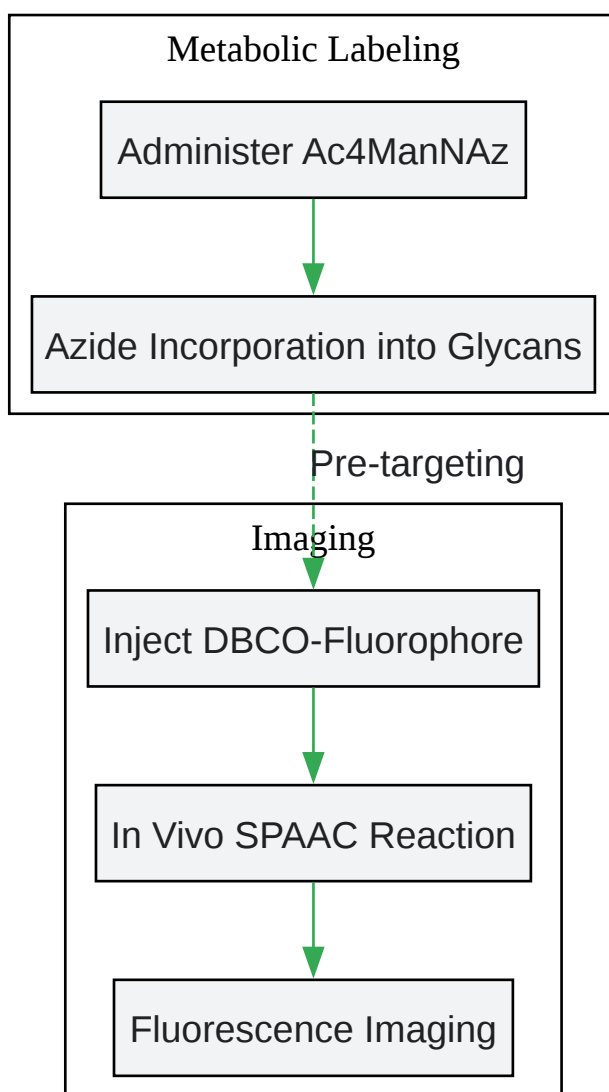 Metabolic Labeling
Administer Ac4ManNAz
Azide Incorporation into Glycans
Pre-targeting
Imaging
Inject DBCO-Fluorophore
In Vivo SPAAC Reaction
Fluorescence Imaging